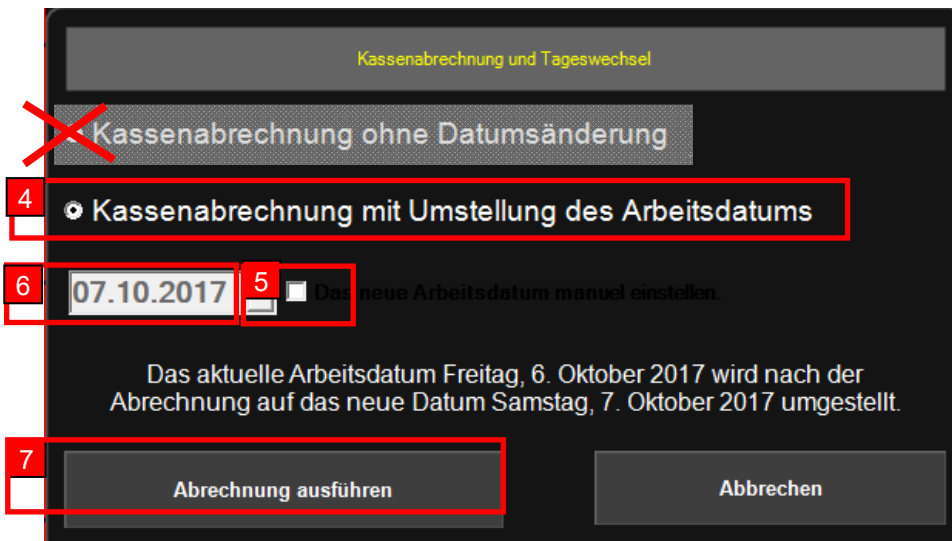 Kassenabrechnung und Tageswechsel
Kassenabrechnung ohne Datumsänderung
4
Kassenabrechnung mit Umstellung des Arbeitsdatums
6
07.10.2017
5
Das neue Arbeitsdatum manuel einstellen.
Das aktuelle Arbeitsdatum Freitag, 6. Oktober 2017 wird nach der
Abrechnung auf das neue Datum Samstag, 7. Oktober 2017 umgestellt.
7
Abrechnung ausführen
Abbrechen